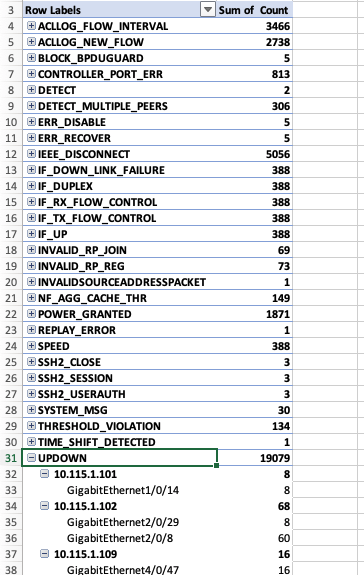 3 Row Labels Sum of Count
4 ACLLOG_FLOW_INTERVAL 3466
5 ACLLOG_NEW_FLOW 2738
6 BLOCK_BPDUGUARD 5
7 CONTROLLER_PORT_ERR 813
8 DETECT 2
9 DETECT_MULTIPLE_PEERS 306
10 ERR_DISABLE 5
11 ERR_RECOVER 5
12 IEEE_DISCONNECT 5056
13 IF_DOWN_LINK_FAILURE 388
14 IF_DUPLEX 388
15 IF_RX_FLOW_CONTROL 388
16 IF_TX_FLOW_CONTROL 388
17 IF_UP 388
18 INVALID_RP_JOIN 69
19 INVALID_RP_REG 73
20 INVALIDSOURCEADDRESSPACKET 1
21 NF_AGG_CACHE_THR 149
22 POWER_GRANTED 1871
23 REPLAY_ERROR 1
24 SPEED 388
25 SSH2_CLOSE 3
26 SSH2_SESSION 3
27 SSH2_USERAUTH 3
28 SYSTEM_MSG 30
29 THRESHOLD_VIOLATION 134
30 TIME_SHIFT_DETECTED 1
31 UPDOWN 19079
32 10.115.1.101 8
33 GigabitEthernet1/0/14 8
34 10.115.1.102 68
35 GigabitEthernet2/0/29 8
36 GigabitEthernet2/0/8 60
37 10.115.1.109 16
38 GigabitEthernet4/0/47 16